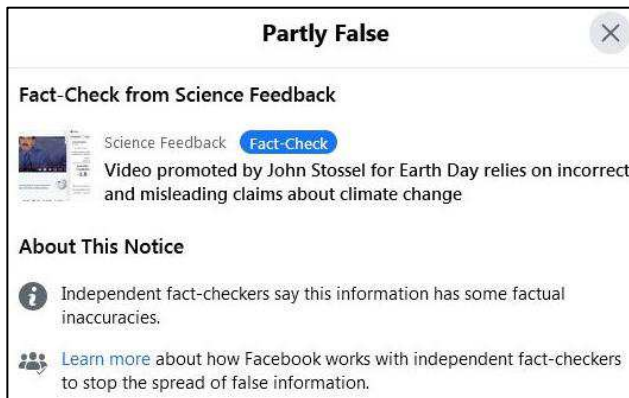 Partly False
Fact-Check from Science Feedback
Science Feedback Fact-Check
Video promoted by John Stossel for Earth Day relies on incorrect
and misleading claims about climate change
About This Notice
Independent fact-checkers say this information has some factual
inaccuracies.
Learn more about how Facebook works with independent fact-checkers
to stop the spread of false information.